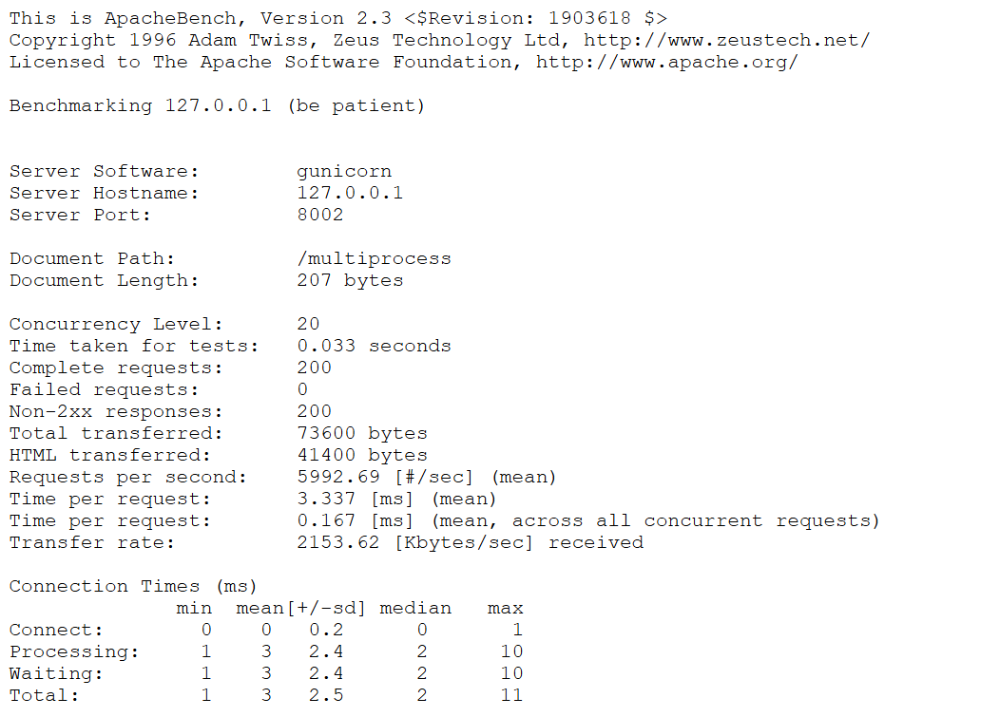 This is ApacheBench, Version 2.3 <$Revision: 1903618 $>
Copyright 1996 Adam Twiss, Zeus Technology Ltd, http://www.zeustech.net/
Licensed to The Apache Software Foundation, http://www.apache.org/

Benchmarking 127.0.0.1 (be patient)

Server Software:        gunicorn
Server Hostname:        127.0.0.1
Server Port:            8002

Document Path:          /multiprocess
Document Length:        207 bytes

Concurrency Level:      20
Time taken for tests:   0.033 seconds
Complete requests:      200
Failed requests:        0
Non-2xx responses:      200
Total transferred:      73600 bytes
HTML transferred:       41400 bytes
Requests per second:    5992.69 [#/sec] (mean)
Time per request:       3.337 [ms] (mean)
Time per request:       0.167 [ms] (mean, across all concurrent requests)
Transfer rate:          2153.62 [Kbytes/sec] received

Connection Times (ms)
              min  mean[+/-sd] median   max
Connect:        0    0   0.2      0       1
Processing:     1    3   2.4      2      10
Waiting:        1    3   2.4      2      10
Total:          1    3   2.5      2      11